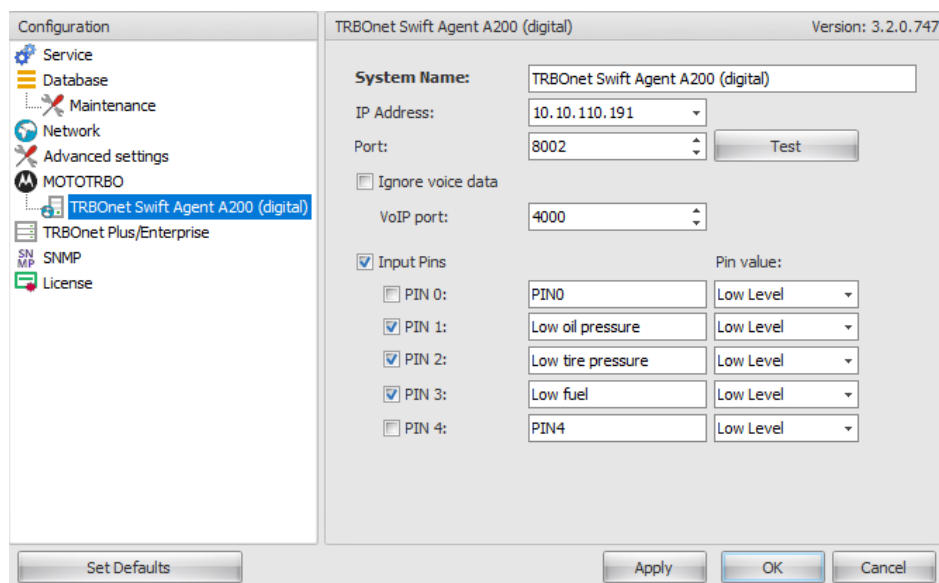 Configuration
Service
Database
Maintenance
Network
Advanced settings
MOTOTRBO
TRBOnet Swift Agent A200 (digital)
TRBOnet Plus/Enterprise
SN
MP
SNMP
License
TRBOnet Swift Agent A200 (digital) Version: 3.2.0.747
System Name: TRBOnet Swift Agent A200 (digital)
IP Address: 10.10.110.191
Port: 8002 Test
Ignore voice data
VoIP port: 4000
Input Pins Pin value:
PIN 0: PIN0 Low Level
PIN 1: Low oil pressure Low Level
PIN 2: Low tire pressure Low Level
PIN 3: Low fuel Low Level
PIN 4: PIN4 Low Level
Set Defaults Apply OK Cancel